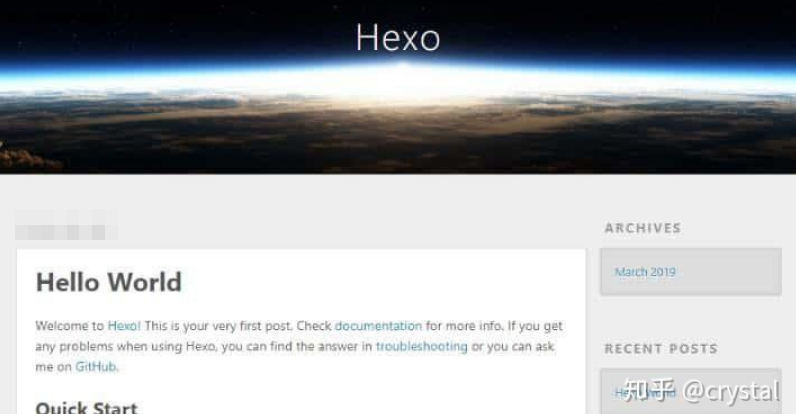 Hexo
Hello World
Welcome to Hexo! This is your very first post. Check documentation for more info. If you get
any problems when using Hexo, you can find the answer in troubleshooting or you can ask
me on GitHub.
Quick Start
ARCHIVES
March 2019
RECENT POSTS
Hello World
知乎 @crystal